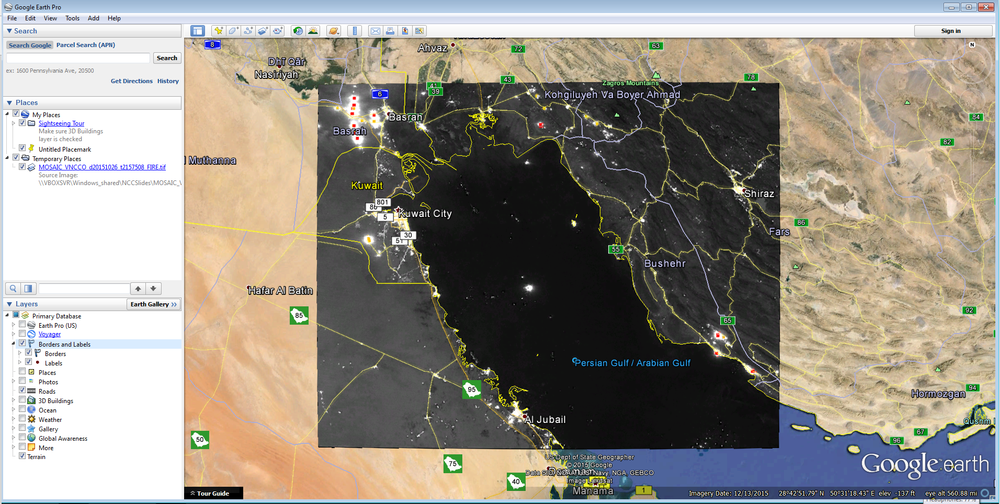 Google Earth Pro
File Edit View Tools Add Help
Search
Search Google Parcel Search (APN)
Search
ex: 1600 Pennsylvania Ave, 20500
Get Directions History
Places
My Places
Sightseeing Tour
Make sure 3D Buildings
layer is checked
Untitled Placemark
Temporary Places
MOSAIC_VNCCO_d20151026_t2157508_FIRE.tif
Source Image:
\\VBOXSVR\Windows_shared\NCCSlides\MOSAIC_V
Layers
Earth Gallery >>
Primary Database
Earth Pro (US)
Voyager
Borders and Labels
Borders
Labels
Places
Photos
Roads
3D Buildings
Ocean
Weather
Gallery
Global Awareness
More
Terrain
Sign in
N
8
Ahvaz
72
63
Dhī Qār
Nasiriyah
41
39
43
78
Zagros Mountains
6
Kohgiluyeh Va Boyer Ahmad
84
Basrah
Basrah
82
Muthanna
Kuwait
Shiraz
801
80
5
Kuwait City
86
Fars
30
51
55
Bushehr
Hafar Al Batin
85
92
65
Persian Gulf / Arabian Gulf
95
94
Hormozgan
Al Jubail
Qushm
50
67
96
75
40
US Dept of State Geographer
© 2015 Google
Data SIO, NOAA, U.S. Navy, NGA, GEBCO
Image Landsat
Manama
1
Google earth
Tour Guide
Imagery Date: 12/13/2015 28°42'51.79" N 50°31'18.43" E elev -137 ft eye alt 560.88 mi
Headphones: 77%